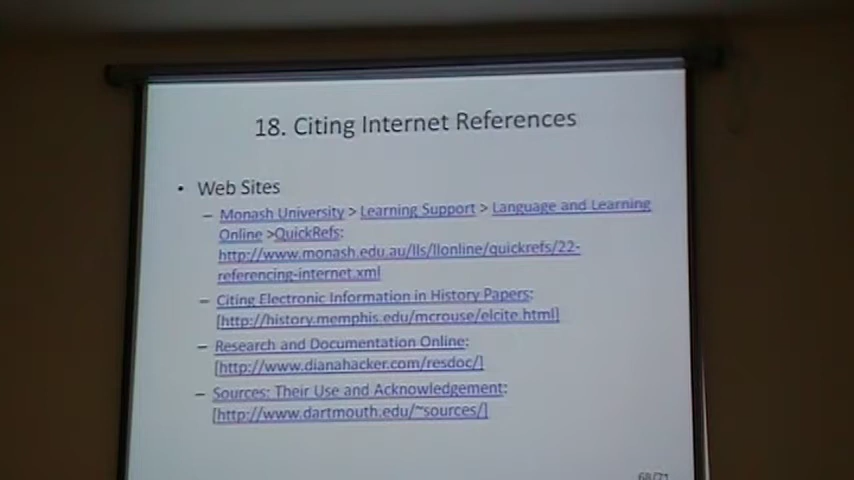 18. Citing Internet References
• Web Sites
– Monash University > Learning Support > Language and Learning
Online >QuickRefs:
http://www.monash.edu.au/lls/llonline/quickrefs/22-
referencing-internet.xml
– Citing Electronic Information in History Papers:
[http://history.memphis.edu/mcrouse/elcite.html]
– Research and Documentation Online:
[http://www.dianahacker.com/resdoc/]
– Sources: Their Use and Acknowledgement:
[http://www.dartmouth.edu/~sources/]
68/71